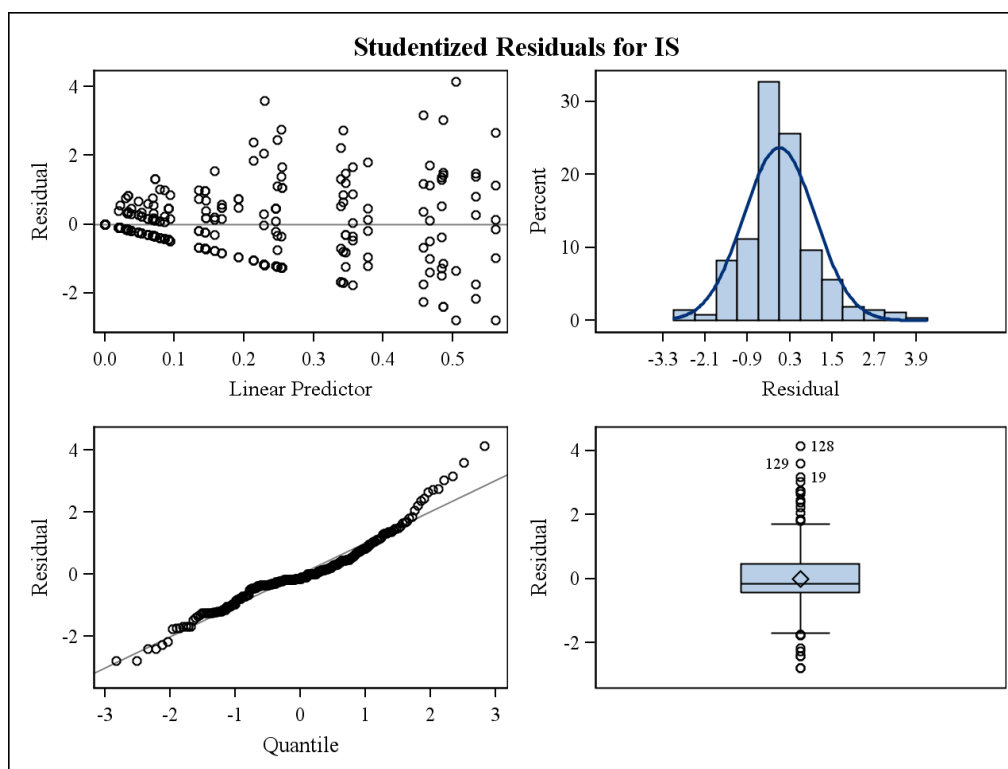 Studentized Residuals for IS
4
2
0
-2
Residual
0.0 0.1 0.2 0.3 0.4 0.5
Linear Predictor
30
20
10
0
Percent
-3.3 -2.1 -0.9 0.3 1.5 2.7 3.9
Residual
4
2
0
-2
Residual
-3 -2 -1 0 1 2 3
Quantile
4
2
0
-2
Residual
128
129
19